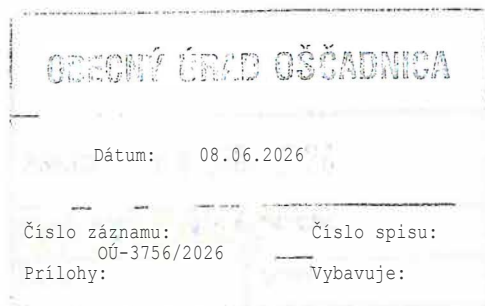 OBECNÝ ÚRAD OŠČADNICA
Dátum: 08.06.2026
Číslo záznamu: Číslo spisu:
OÚ-3756/2026
Prílohy: Vybavuje: